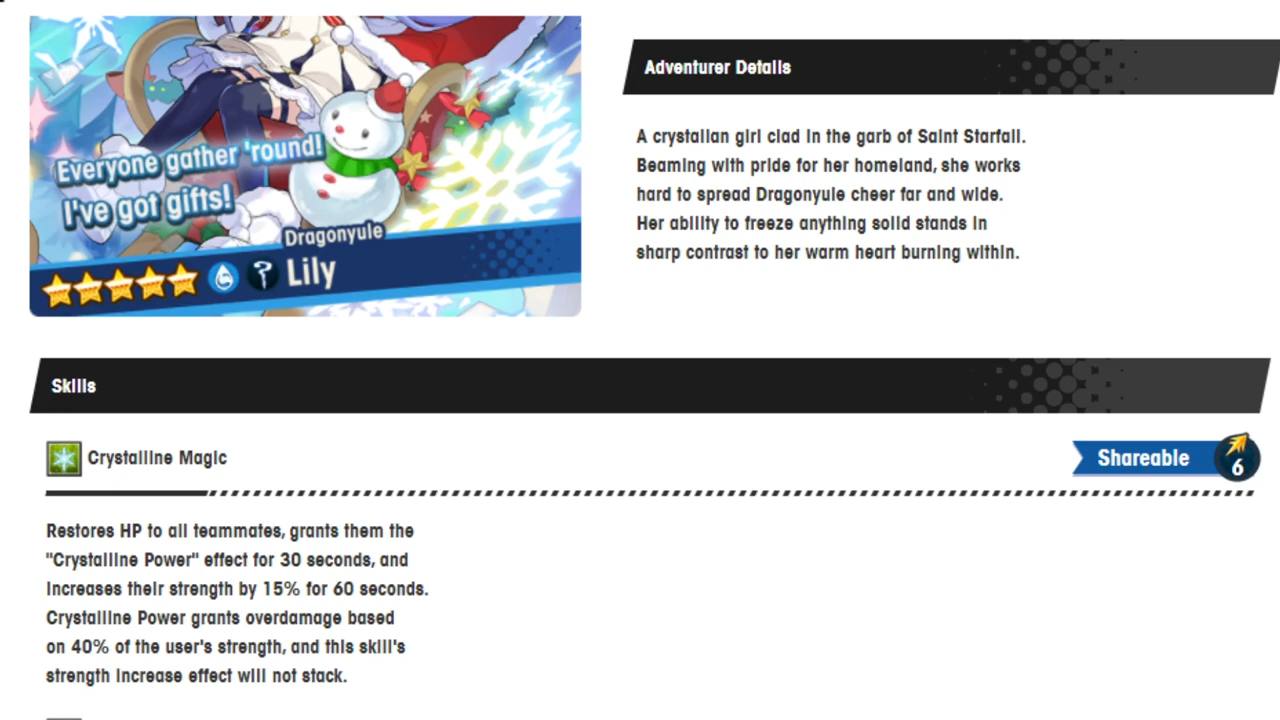 Everyone gather 'round!
I've got gifts!
Dragonyule
Lily
Adventurer Details
A crystalian girl clad in the garb of Saint Starfall.
Beaming with pride for her homeland, she works
hard to spread Dragonyule cheer far and wide.
Her ability to freeze anything solid stands in
sharp contrast to her warm heart burning within.
Skills
Crystalline Magic
Shareable
6
Restores HP to all teammates, grants them the
"Crystalline Power" effect for 30 seconds, and
increases their strength by 15% for 60 seconds.
Crystalline Power grants overdamage based
on 40% of the user's strength, and this skill's
strength increase effect will not stack.